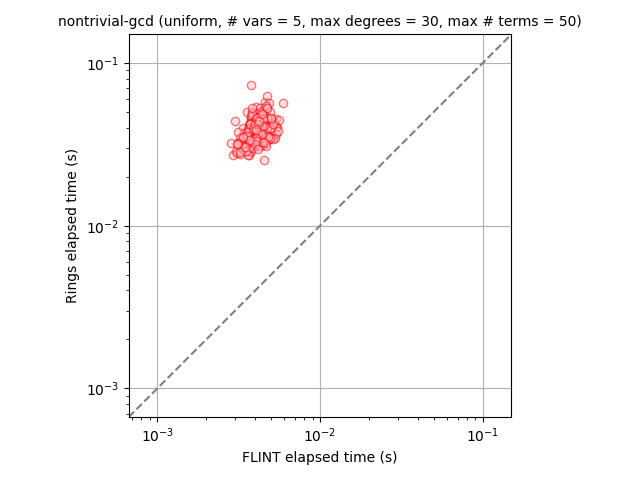 nontrivial-gcd (uniform, # vars = 5, max degrees = 30, max # terms = 50)
Rings elapsed time (s)
10⁻¹
10⁻²
10⁻³
10⁻³ 10⁻² 10⁻¹
FLINT elapsed time (s)